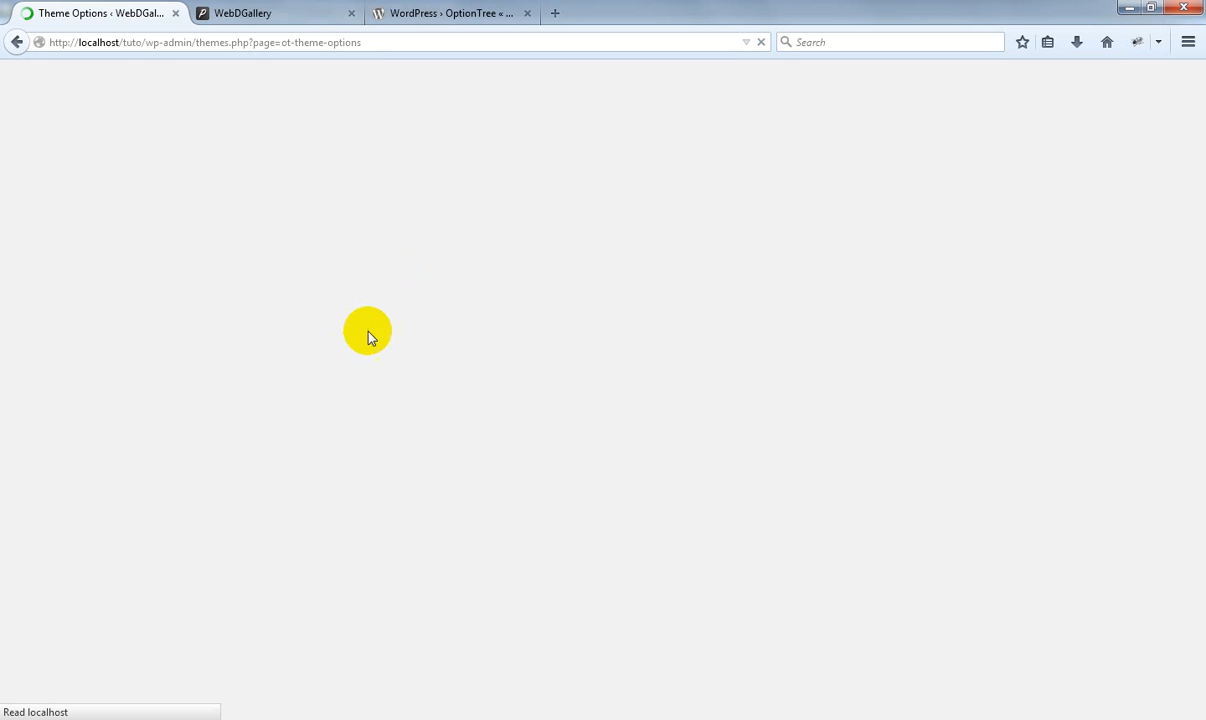 Theme Options ‹ WebDGal...
WebDGallery
WordPress › OptionTree « ...
http://localhost/tuto/wp-admin/themes.php?page=ot-theme-options
Search
Read localhost